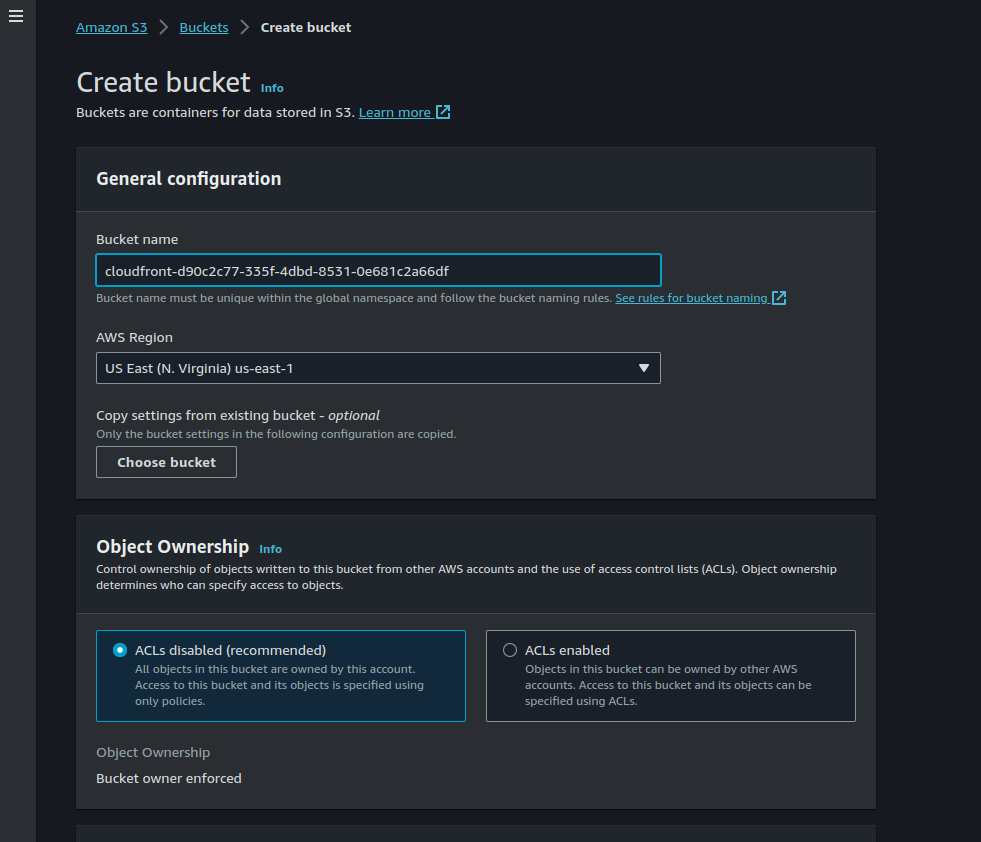 Amazon S3 > Buckets > Create bucket
Create bucket Info
Buckets are containers for data stored in S3. Learn more
General configuration
Bucket name
cloudfront-d90c2c77-335f-4dbd-8531-0e681c2a66df
Bucket name must be unique within the global namespace and follow the bucket naming rules. See rules for bucket naming
AWS Region
US East (N. Virginia) us-east-1
Copy settings from existing bucket - optional
Only the bucket settings in the following configuration are copied.
Choose bucket
Object Ownership Info
Control ownership of objects written to this bucket from other AWS accounts and the use of access control lists (ACLs). Object ownership
determines who can specify access to objects.
ACLs disabled (recommended)
All objects in this bucket are owned by this account.
Access to this bucket and its objects is specified using
only policies.
ACLs enabled
Objects in this bucket can be owned by other AWS
accounts. Access to this bucket and its objects can be
specified using ACLs.
Object Ownership
Bucket owner enforced